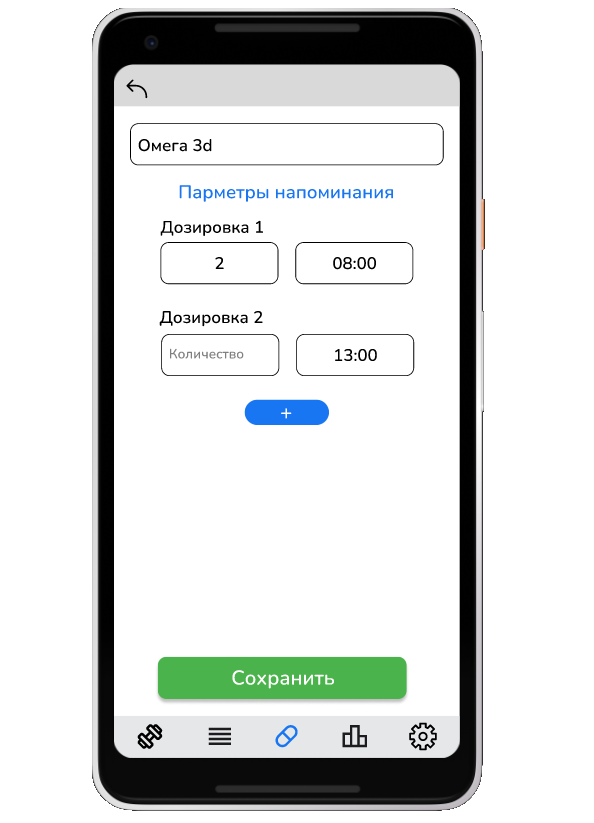 Омега 3d
Парметры напоминания
Дозировка 1
2 08:00
Дозировка 2
Количество 13:00
+
Сохранить